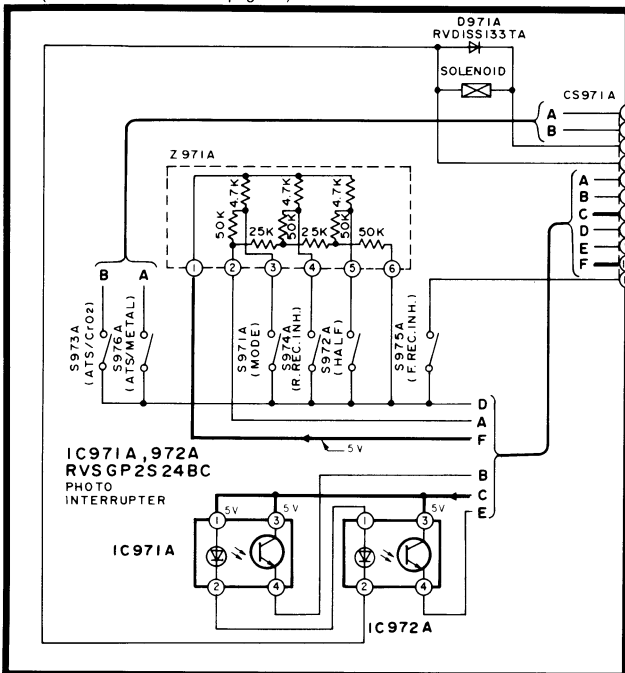 D971A
RVDISS133TA
SOLENOID
CS971A
A
B
Z971A
4.7K
4.7K
4.7K
50K
50K
50K
25K
25K
50K
A
B
C
D
E
F
1
2
3
4
5
6
B
A
S973A
(ATS/CrO2)
S976A
(ATS/METAL)
S971A
(MODE)
S974A
(R.REC.INH.)
S972A
(HALF)
S975A
(F.REC.INH.)
D
A
F
5V
IC971A,972A
RVSGP2S24BC
PHOTO
INTERRUPTER
B
C
E
5V
5V
5V
1
3
1
3
IC971A
2
4
2
4
IC972A